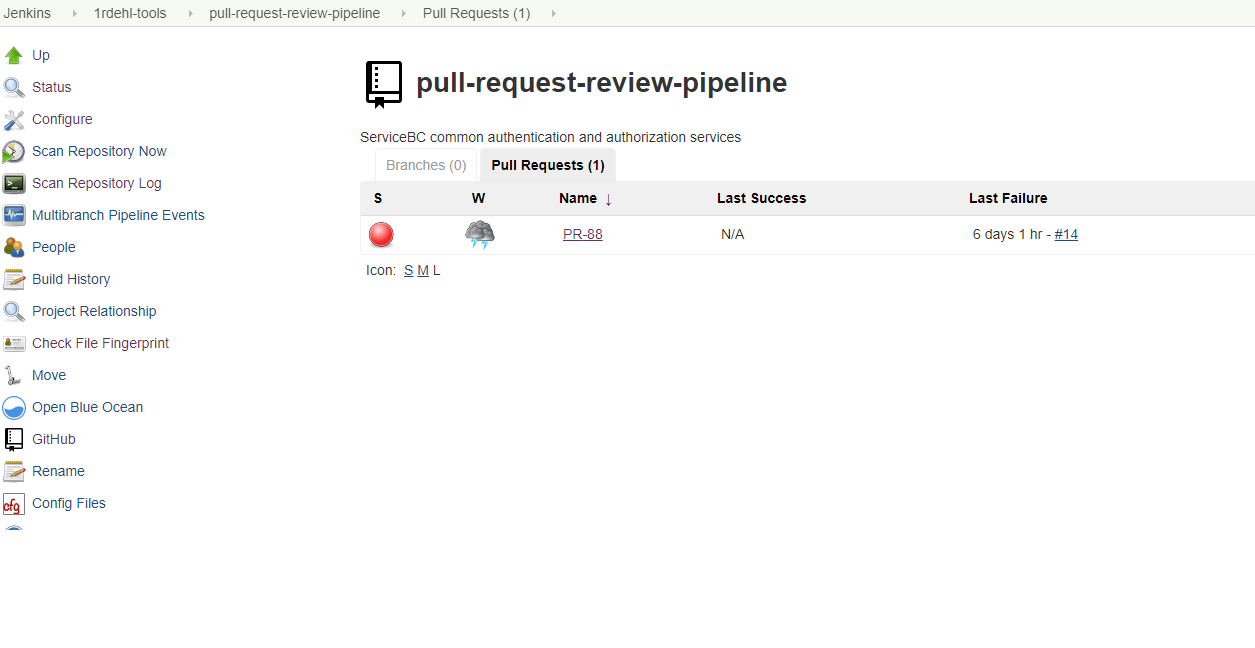 Jenkins 1rdehl-tools pull-request-review-pipeline Pull Requests (1)
Up
Status
Configure
Scan Repository Now
Scan Repository Log
Multibranch Pipeline Events
People
Build History
Project Relationship
Check File Fingerprint
Move
Open Blue Ocean
GitHub
Rename
cfg Config Files
pull-request-review-pipeline
ServiceBC common authentication and authorization services
Branches (0) Pull Requests (1)
S W Name ↓ Last Success Last Failure
PR-88 N/A 6 days 1 hr - #14
Icon: S M L